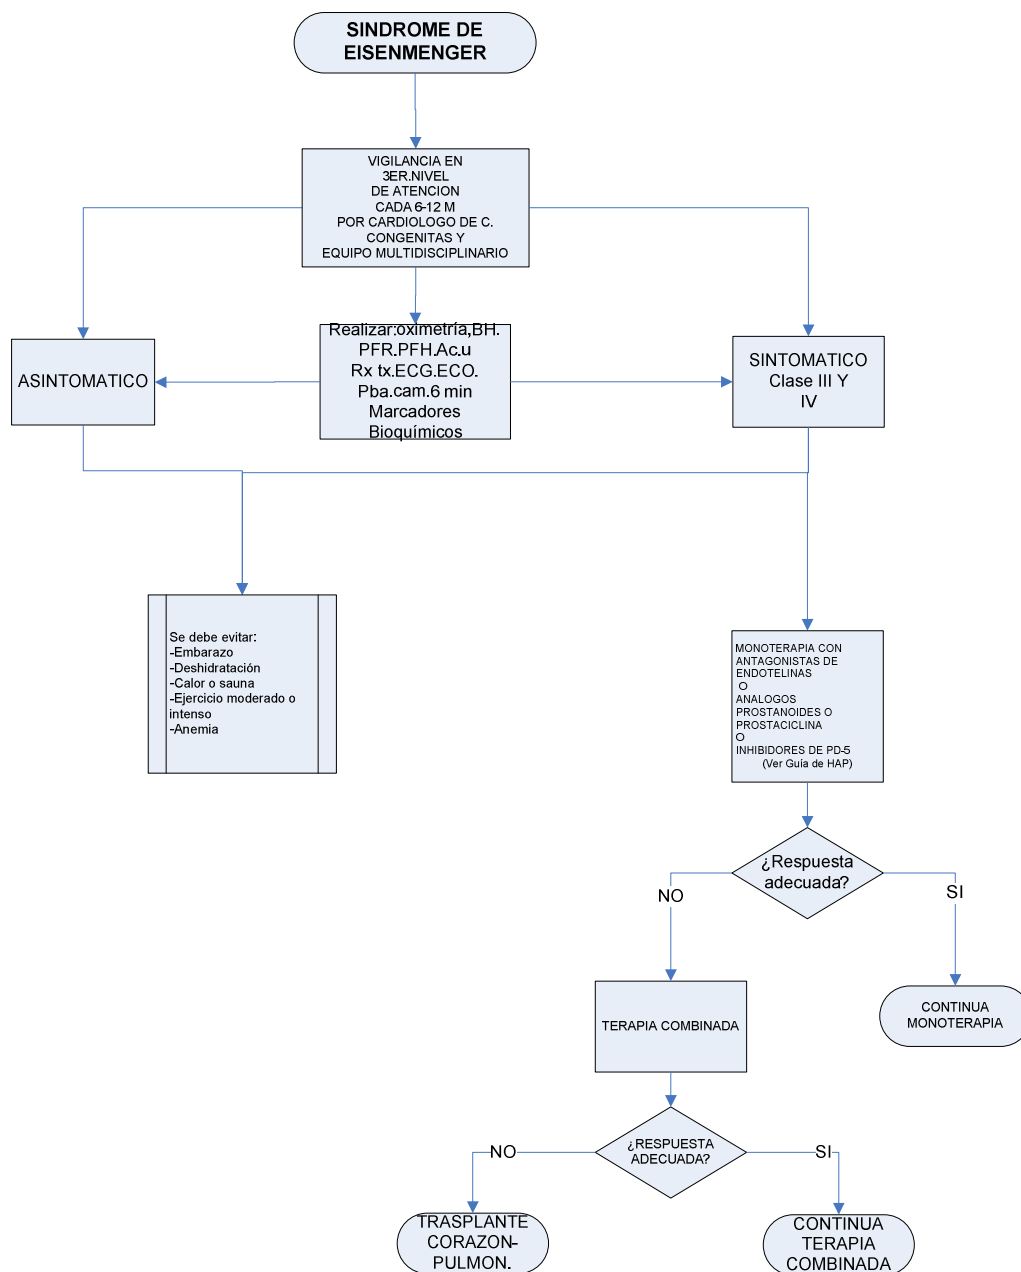 SINDROME DE
EISENMENGER
VIGILANCIA EN
3ER.NIVEL
DE ATENCION
CADA 6-12 M
POR CARDIOLOGO DE C.
CONGENITAS Y
EQUIPO MULTIDISCIPLINARIO
ASINTOMATICO
Realizar:oximetría,BH.
PFR.PFH.Ac.u
Rx tx.ECG.ECO.
Pba.cam.6 min
Marcadores
Bioquímicos
SINTOMATICO
Clase III Y
IV
Se debe evitar:
-Embarazo
-Deshidratación
-Calor o sauna
-Ejercicio moderado o
intenso
-Anemia
MONOTERAPIA CON
ANTAGONISTAS DE
ENDOTELINAS
O
ANALOGOS
PROSTANOIDES O
PROSTACICLINA
O
INHIBIDORES DE PD-5
(Ver Guía de HAP)
¿Respuesta
adecuada?
NO
SI
TERAPIA COMBINADA
CONTINUA
MONOTERAPIA
¿RESPUESTA
ADECUADA?
NO
SI
TRASPLANTE
CORAZON-
PULMON.
CONTINUA
TERAPIA
COMBINADA